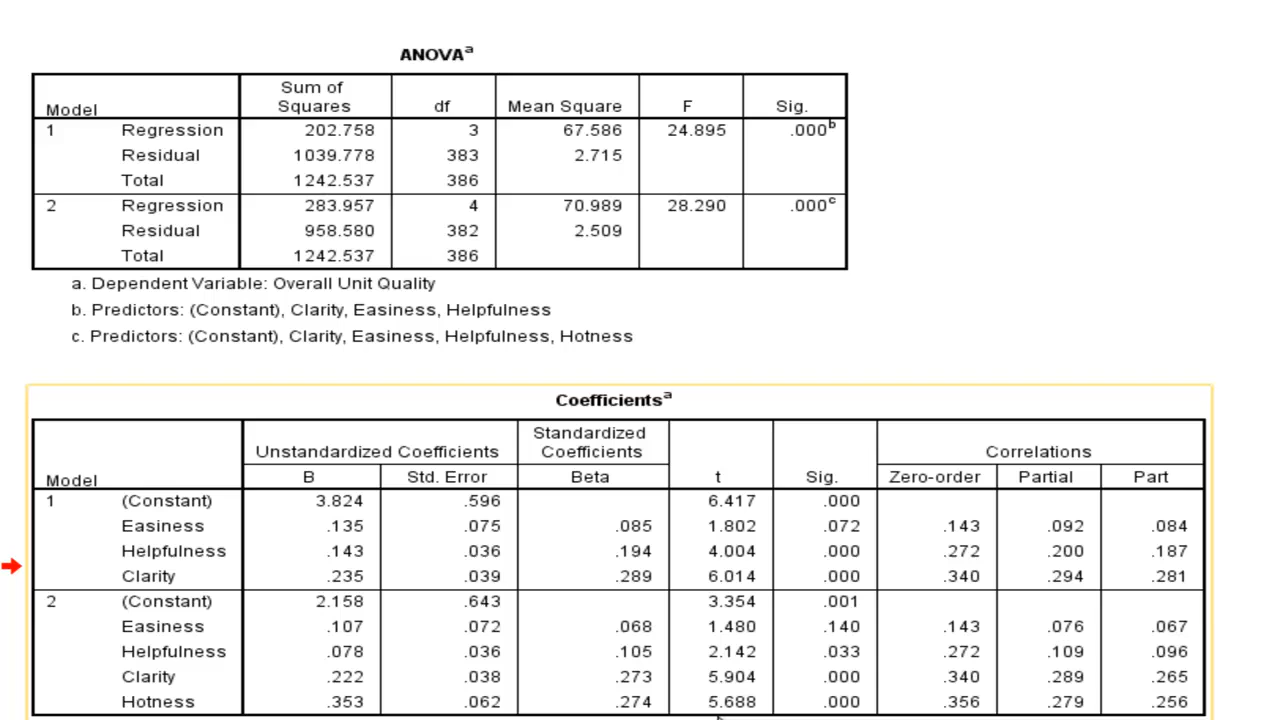 ANOVAa
Model Sum of Squares df Mean Square F Sig.
1 Regression 202.758 3 67.586 24.895 .000b
Residual 1039.778 383 2.715
Total 1242.537 386
2 Regression 283.957 4 70.989 28.290 .000c
Residual 958.580 382 2.509
Total 1242.537 386
a. Dependent Variable: Overall Unit Quality
b. Predictors: (Constant), Clarity, Easiness, Helpfulness
c. Predictors: (Constant), Clarity, Easiness, Helpfulness, Hotness
Coefficientsa
Unstandardized Coefficients Standardized Coefficients Correlations
Model B Std. Error Beta t Sig. Zero-order Partial Part
1 (Constant) 3.824 .596 6.417 .000
Easiness .135 .075 .085 1.802 .072 .143 .092 .084
Helpfulness .143 .036 .194 4.004 .000 .272 .200 .187
Clarity .235 .039 .289 6.014 .000 .340 .294 .281
2 (Constant) 2.158 .643 3.354 .001
Easiness .107 .072 .068 1.480 .140 .143 .076 .067
Helpfulness .078 .036 .105 2.142 .033 .272 .109 .096
Clarity .222 .038 .273 5.904 .000 .340 .289 .265
Hotness .353 .062 .274 5.688 .000 .356 .279 .256